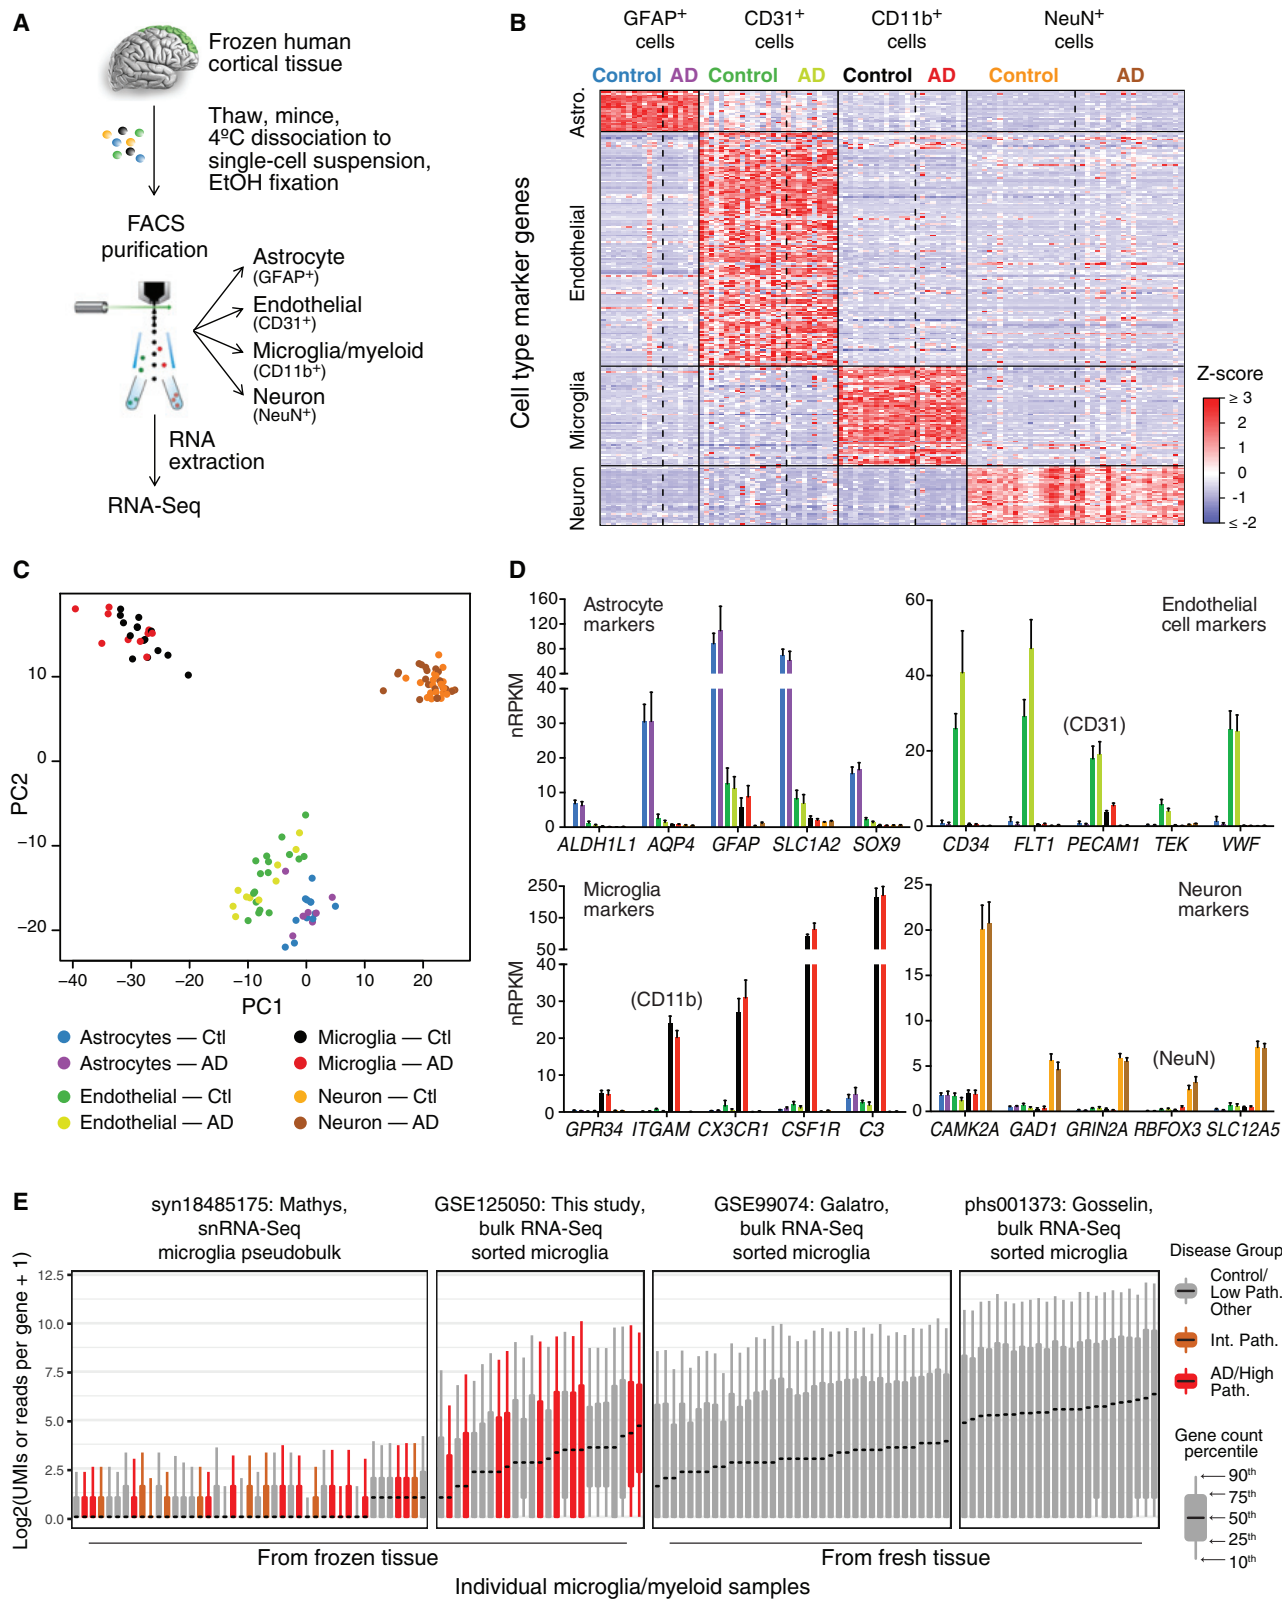 A
Frozen human
cortical tissue
Thaw, mince,
4ºC dissociation to
single-cell suspension,
EtOH fixation
FACS
purification
Astrocyte
(GFAP+)
Endothelial
(CD31+)
Microglia/myeloid
(CD11b+)
Neuron
(NeuN+)
RNA
extraction
RNA-Seq
B
GFAP+
cells
CD31+
cells
CD11b+
cells
NeuN+
cells
Control AD Control AD Control AD Control AD
Cell type marker genes
Astro.
Endothelial
Microglia
Neuron
Z-score
≥ 3
2
1
0
-1
≤ -2
C
PC2
10
0
−10
−20
−40 −30 −20 −10 0 10 20
PC1
Astrocytes — Ctl
Astrocytes — AD
Endothelial — Ctl
Endothelial — AD
Microglia — Ctl
Microglia — AD
Neuron — Ctl
Neuron — AD
D
Astrocyte
markers
nRPKM
160
120
80
40
40
30
20
10
0
ALDH1L1 AQP4 GFAP SLC1A2 SOX9
Endothelial
cell markers
60
40
20
0
(CD31)
CD34 FLT1 PECAM1 TEK VWF
Microglia
markers
nRPKM
250
150
50
40
30
20
10
0
(CD11b)
GPR34 ITGAM CX3CR1 CSF1R C3
Neuron
markers
25
20
15
10
5
0
(NeuN)
CAMK2A GAD1 GRIN2A RBFOX3 SLC12A5
E
syn18485175: Mathys,
snRNA-Seq
microglia pseudobulk
GSE125050: This study,
bulk RNA-Seq
sorted microglia
GSE99074: Galatro,
bulk RNA-Seq
sorted microglia
phs001373: Gosselin,
bulk RNA-Seq
sorted microglia
Log2(UMIs or reads per gene + 1)
12.5
10.0
7.5
5.0
2.5
0.0
From frozen tissue
From fresh tissue
Individual microglia/myeloid samples
Disease Group
Control/
Low Path.
Other
Int. Path.
AD/High
Path.
Gene count
percentile
90th
75th
50th
25th
10th